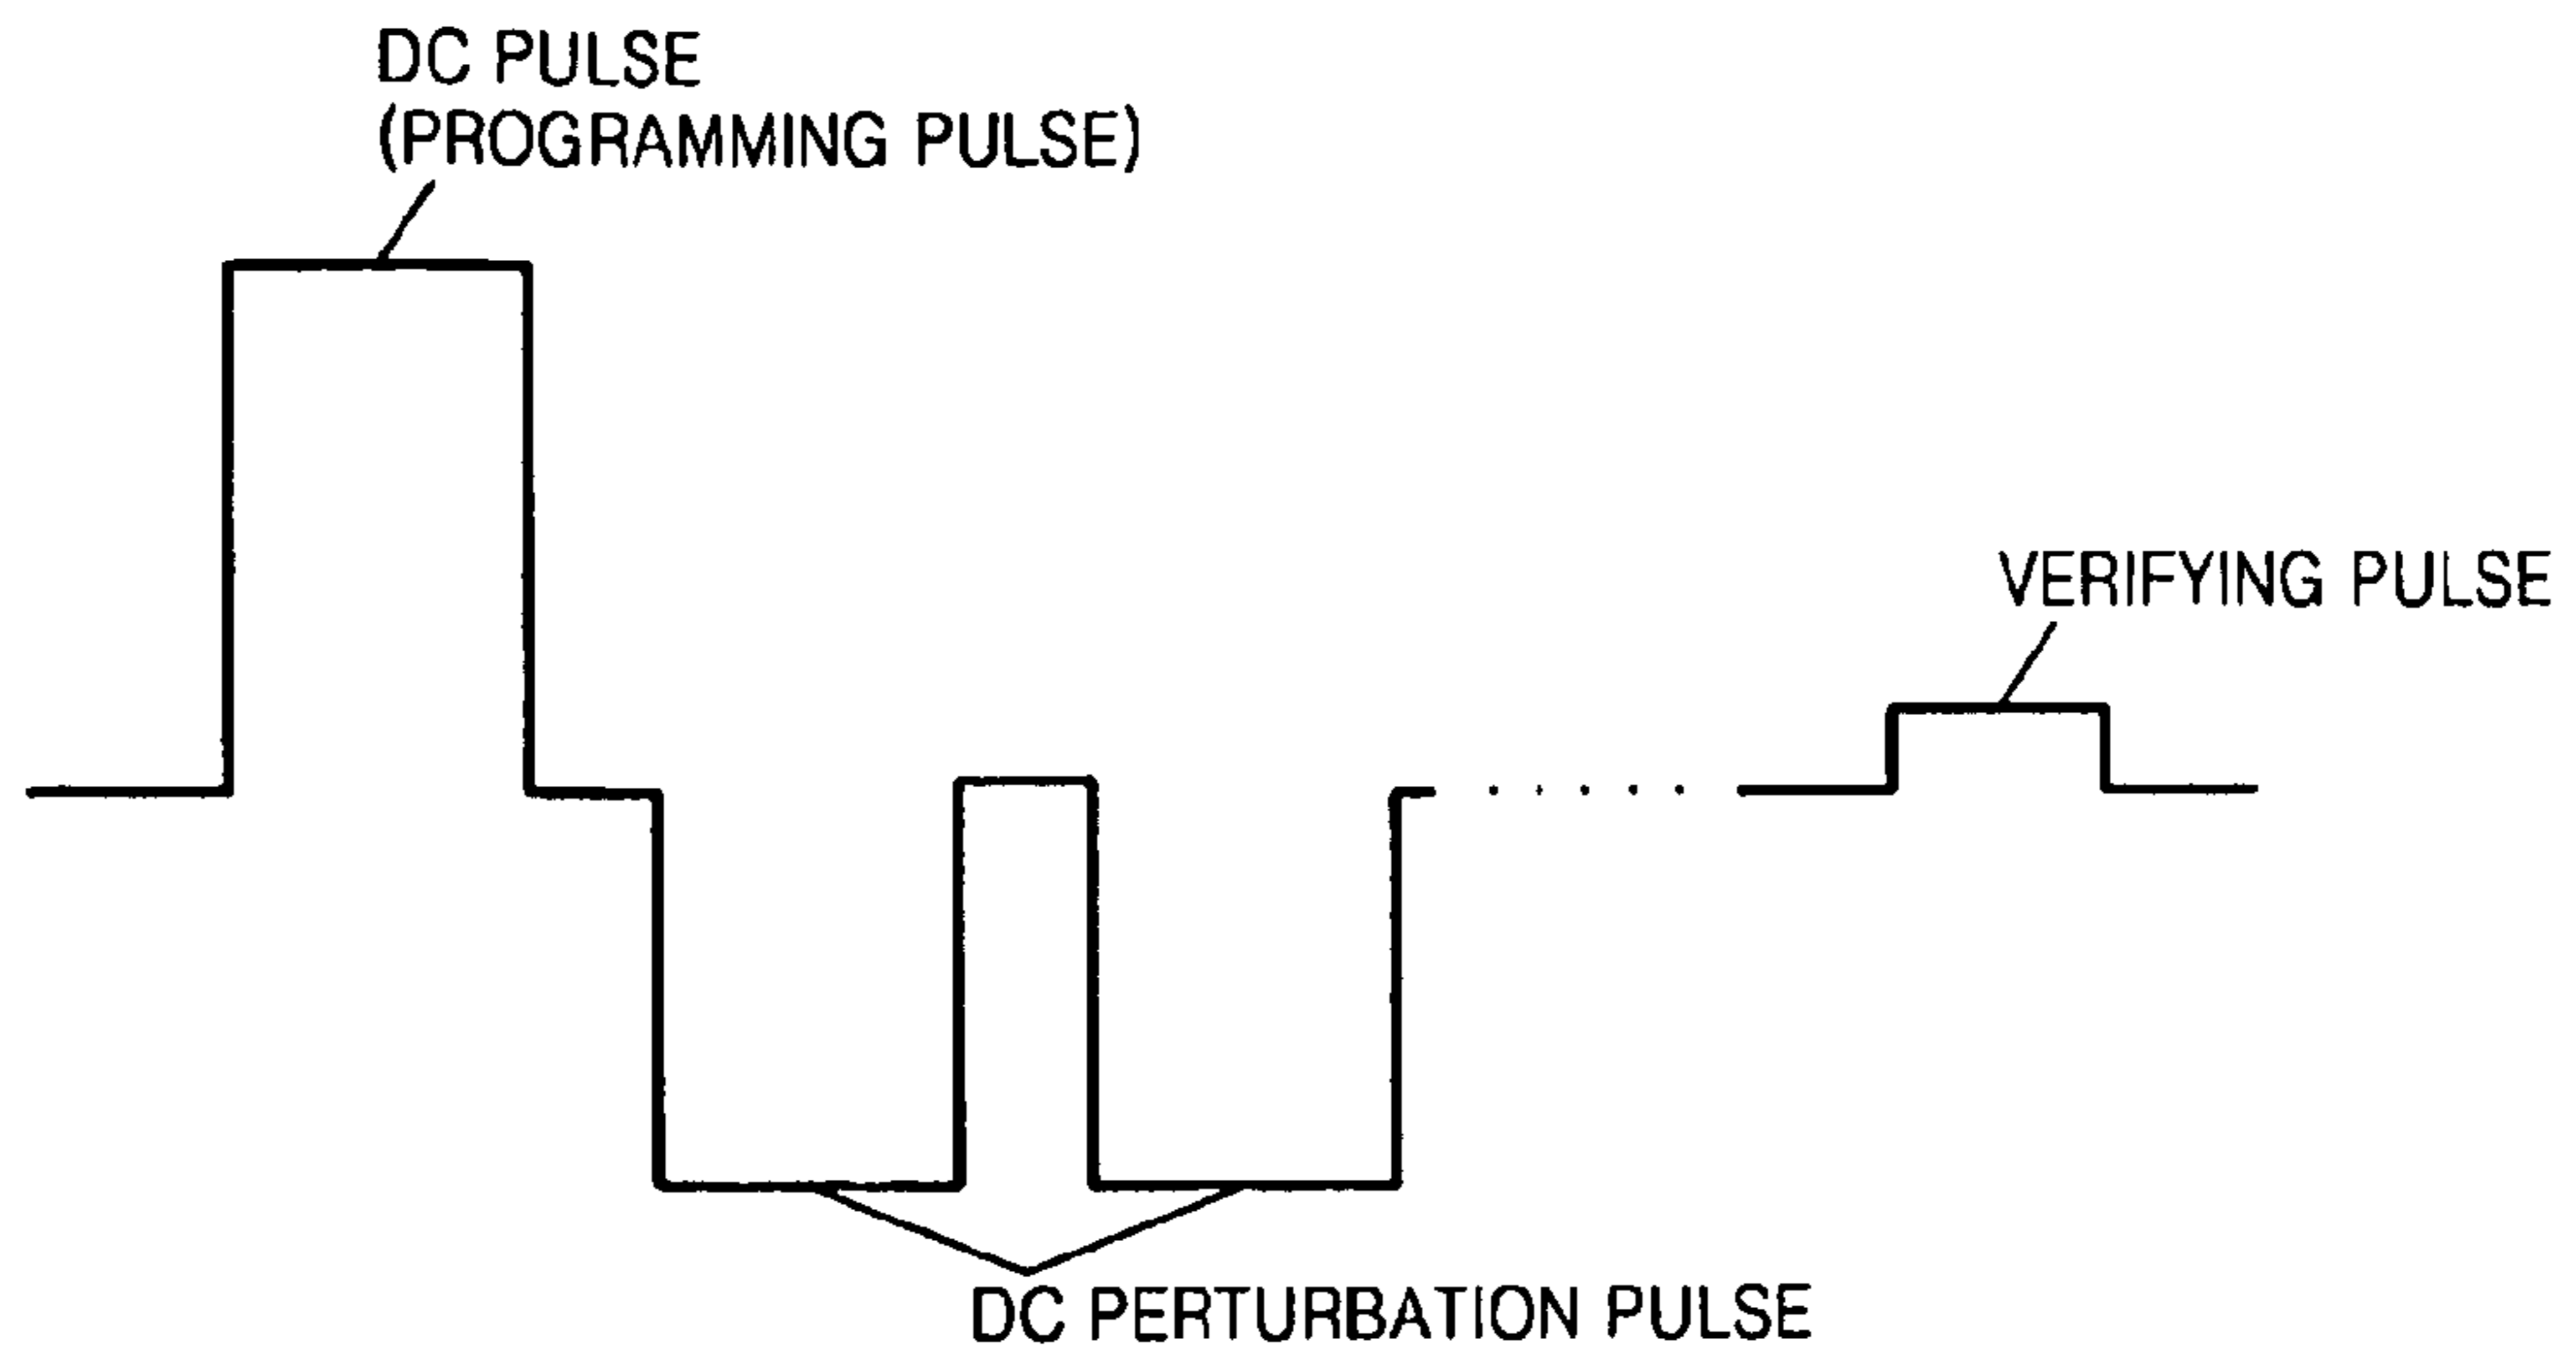 DC PULSE
(PROGRAMMING PULSE)
VERIFYING PULSE
DC PERTURBATION PULSE